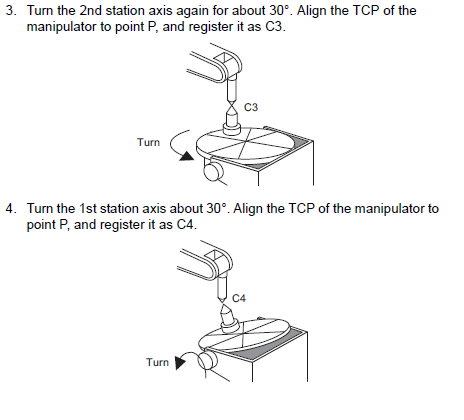 3. Turn the 2nd station axis again for about 30°. Align the TCP of the
manipulator to point P, and register it as C3.
C3
Turn
4. Turn the 1st station axis about 30°. Align the TCP of the manipulator to
point P, and register it as C4.
C4
Turn